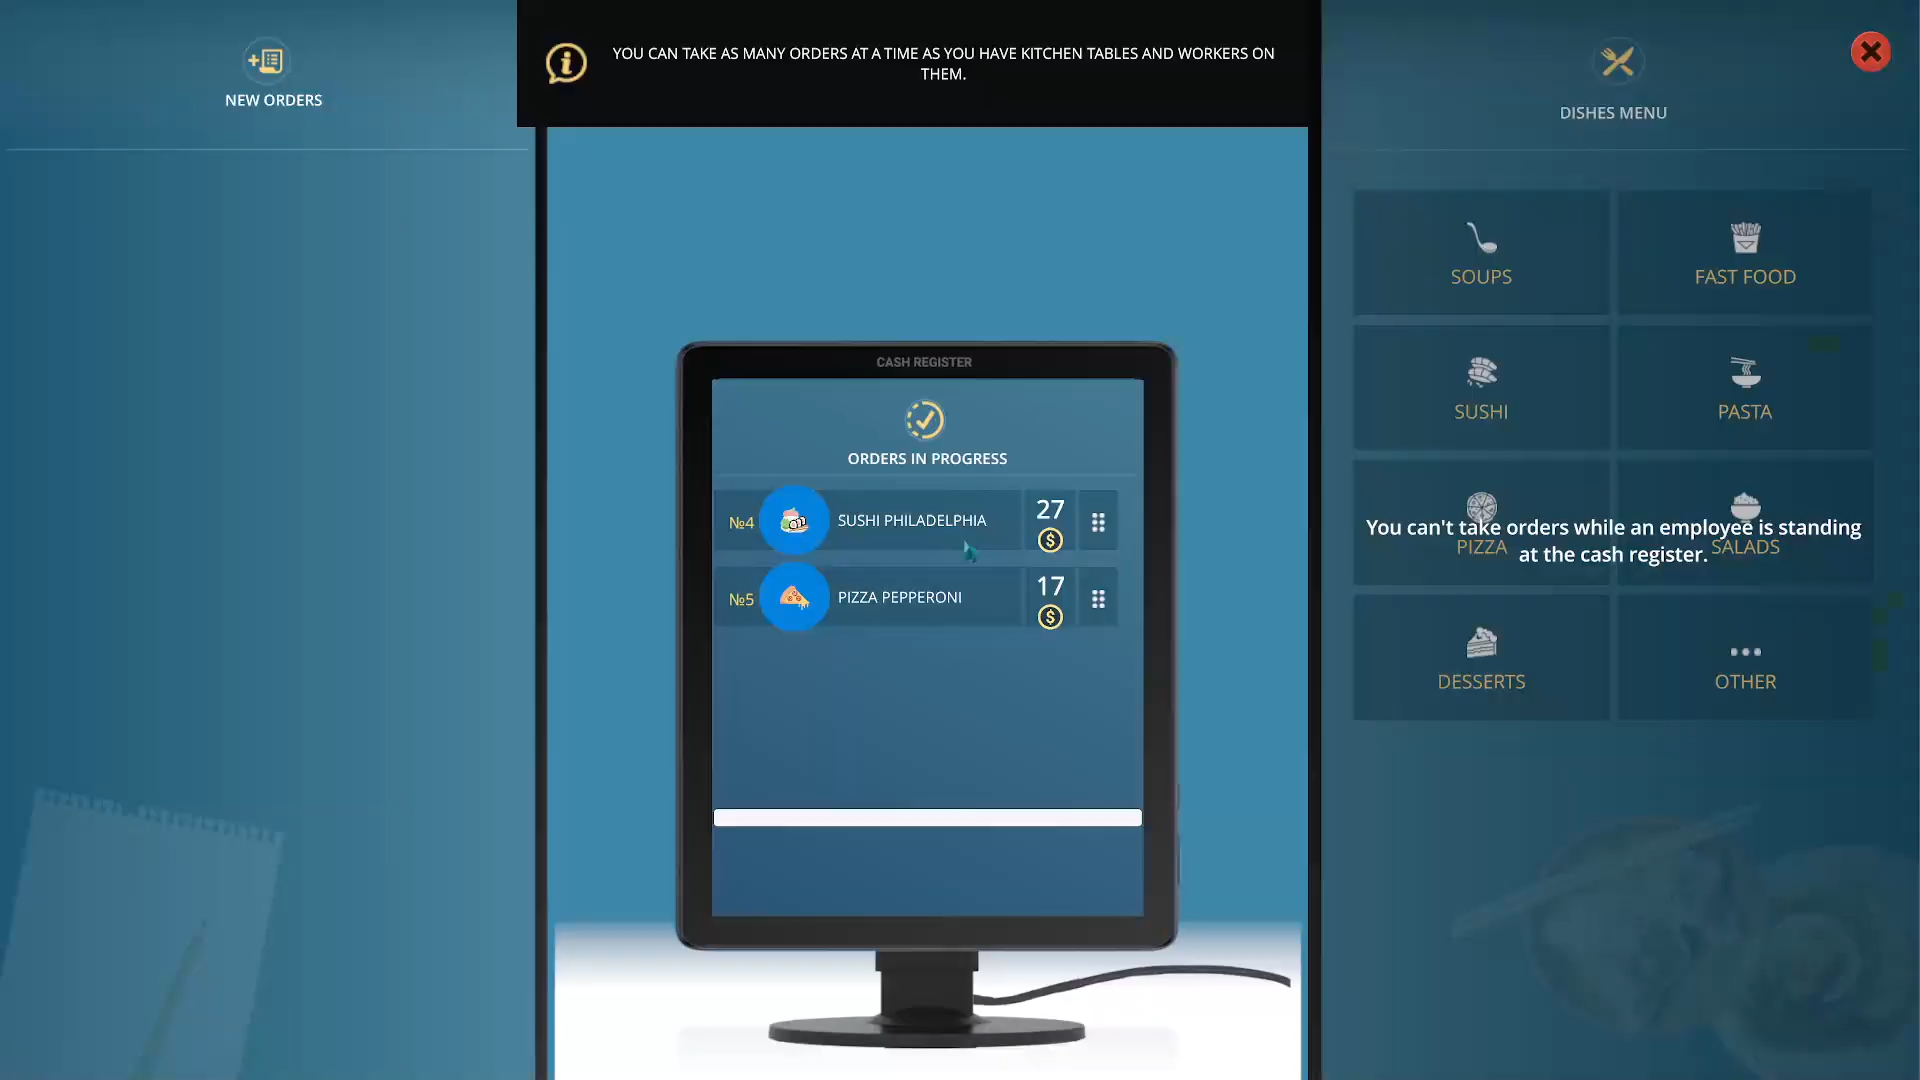 NEW ORDERS
YOU CAN TAKE AS MANY ORDERS AT A TIME AS YOU HAVE KITCHEN TABLES AND WORKERS ON
THEM.
DISHES MENU
CASH REGISTER
ORDERS IN PROGRESS
№4 SUSHI PHILADELPHIA 27
№5 PIZZA PEPPERONI 17
SOUPS
FAST FOOD
SUSHI
PASTA
You can't take orders while an employee is standing
at the cash register.
PIZZA
SALADS
DESSERTS
OTHER